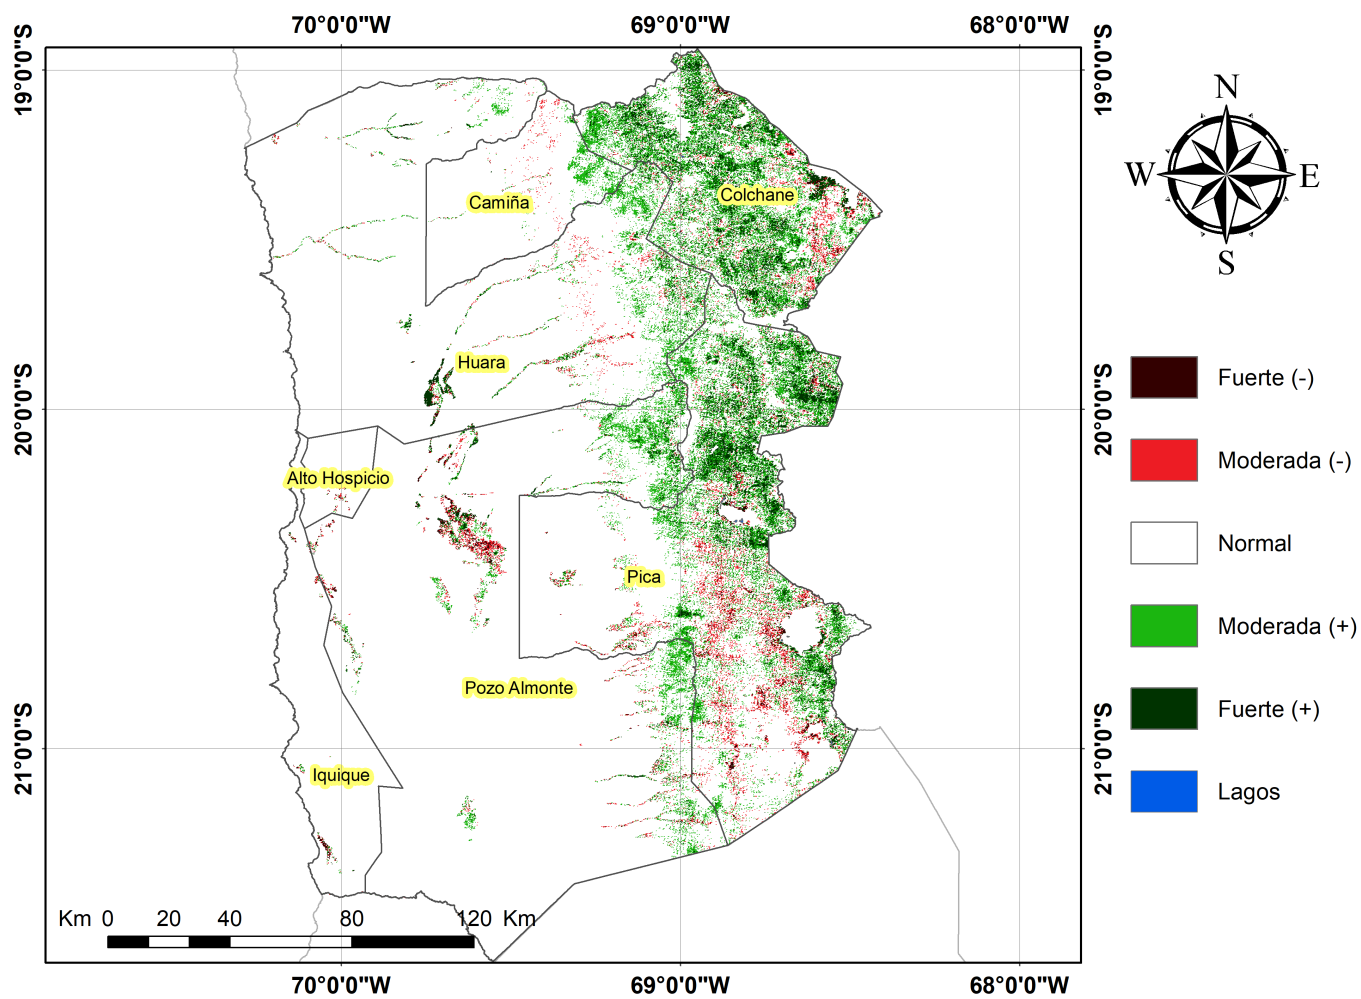 70°0'0"W 69°0'0"W 68°0'0"W
19°0'0"S 19°0'0"S
N
W E
S
Camiña
Colchane
Huara
20°0'0"S 20°0'0"S
Alto Hospicio
Pica
Pozo Almonte
Iquique
21°0'0"S 21°0'0"S
Fuerte (-)
Moderada (-)
Normal
Moderada (+)
Fuerte (+)
Lagos
Km 0 20 40 80 120 Km
70°0'0"W 69°0'0"W 68°0'0"W